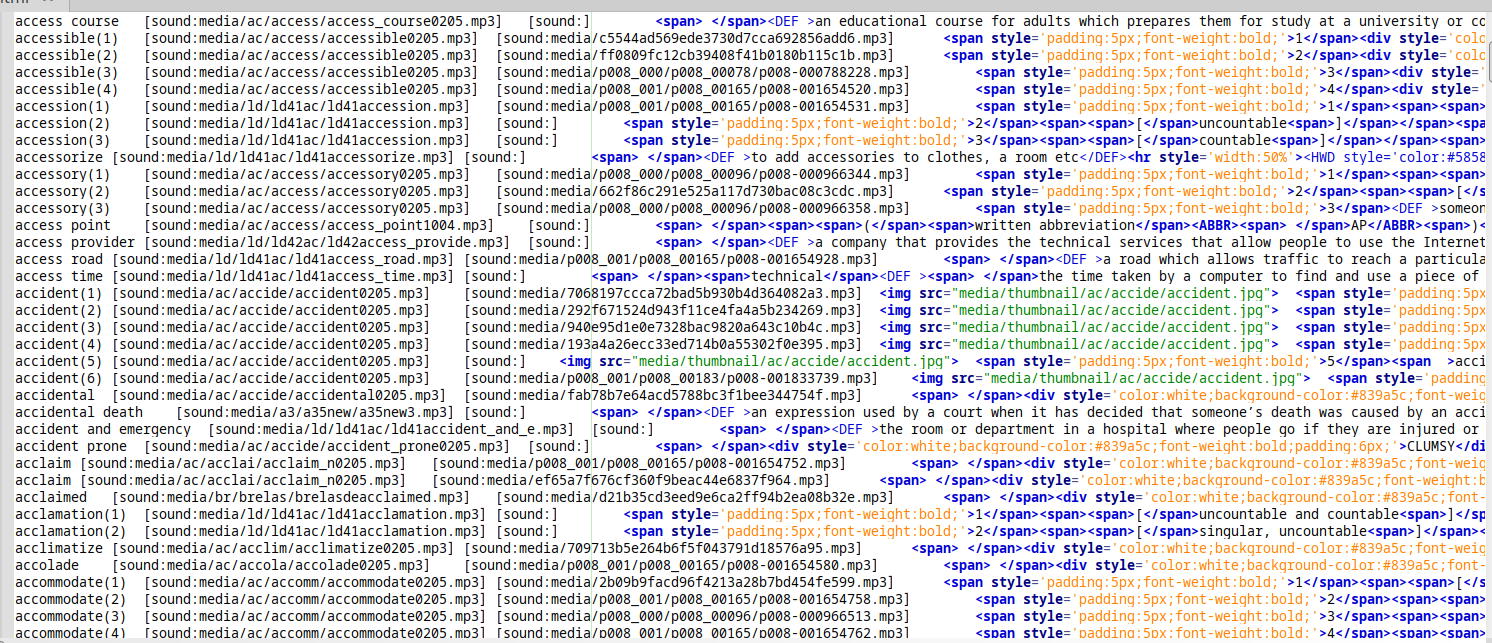 access course [sound:media/ac/access/access_course0205.mp3] [sound:] <span> </span><DEF >an educational course for adults which prepares them for study at a university or co
accessible(1) [sound:media/ac/access/accessible0205.mp3] [sound:media/c5544ad569ede3730d7cca692856add6.mp3] <span style='padding:5px;font-weight:bold;'>1</span><div style='colo
accessible(2) [sound:media/ac/access/accessible0205.mp3] [sound:media/ff0809fc12cb39408f41b0180b115c1b.mp3] <span style='padding:5px;font-weight:bold;'>2</span><div style='colo
accessible(3) [sound:media/ac/access/accessible0205.mp3] [sound:media/p008_000/p008_00078/p008-000788228.mp3] <span style='padding:5px;font-weight:bold;'>3</span><div style='
accessible(4) [sound:media/ac/access/accessible0205.mp3] [sound:media/p008_001/p008_00165/p008-001654520.mp3] <span style='padding:5px;font-weight:bold;'>4</span><div style='
accession(1) [sound:media/ld/ld41ac/ld41accession.mp3] [sound:media/p008_001/p008_00165/p008-001654531.mp3] <span style='padding:5px;font-weight:bold;'>1</span><span><span>
accession(2) [sound:media/ld/ld41ac/ld41accession.mp3] [sound:] <span style='padding:5px;font-weight:bold;'>2</span><span><span>[</span>uncountable<span>]</span></span><spa
accession(3) [sound:media/ld/ld41ac/ld41accession.mp3] [sound:] <span style='padding:5px;font-weight:bold;'>3</span><span><span>[</span>countable<span>]</span></span><span>
accessorize [sound:media/ld/ld41ac/ld41accessorize.mp3] [sound:] <span> </span><DEF >to add accessories to clothes, a room etc</DEF><hr style='width:50%'><HWD style='color:#5858
accessory(1) [sound:media/ac/access/accessory0205.mp3] [sound:media/p008_000/p008_00096/p008-000966344.mp3] <span style='padding:5px;font-weight:bold;'>1</span><span><span>
accessory(2) [sound:media/ac/access/accessory0205.mp3] [sound:media/662f86c291e525a117d730bac08c3cdc.mp3] <span style='padding:5px;font-weight:bold;'>2</span><span><span>[</s
accessory(3) [sound:media/ac/access/accessory0205.mp3] [sound:media/p008_000/p008_00096/p008-000966358.mp3] <span style='padding:5px;font-weight:bold;'>3</span><DEF >someon
access point [sound:media/ac/access/access_point1004.mp3] [sound:] <span> </span><span><span>(</span><span>written abbreviation</span><ABBR><span> </span>AP</ABBR><span>)<
access provider [sound:media/ld/ld42ac/ld42access_provide.mp3] [sound:] <span> </span><DEF >a company that provides the technical services that allow people to use the Internet
access road [sound:media/ld/ld41ac/ld41access_road.mp3] [sound:media/p008_001/p008_00165/p008-001654928.mp3] <span> </span><DEF >a road which allows traffic to reach a particula
access time [sound:media/ld/ld41ac/ld41access_time.mp3] [sound:] <span> </span><span>technical</span><DEF ><span> </span>the time taken by a computer to find and use a piece of
accident(1) [sound:media/ac/accide/accident0205.mp3] [sound:media/7068197ccca72bad5b930b4d364082a3.mp3] <img src="media/thumbnail/ac/accide/accident.jpg"> <span style='padding:5px
accident(2) [sound:media/ac/accide/accident0205.mp3] [sound:media/292f671524d943f11ce4fa4a5b234269.mp3] <img src="media/thumbnail/ac/accide/accident.jpg"> <span style='padding:5px
accident(3) [sound:media/ac/accide/accident0205.mp3] [sound:media/940e95d1e0e7328bac9820a643c10b4c.mp3] <img src="media/thumbnail/ac/accide/accident.jpg"> <span style='padding:5px
accident(4) [sound:media/ac/accide/accident0205.mp3] [sound:media/193a4a26ecc33ed714b0a55302f0e395.mp3] <img src="media/thumbnail/ac/accide/accident.jpg"> <span style='padding:5px
accident(5) [sound:media/ac/accide/accident0205.mp3] [sound:] <img src="media/thumbnail/ac/accide/accident.jpg"> <span style='padding:5px;font-weight:bold;'>5</span><span >acci
accident(6) [sound:media/ac/accide/accident0205.mp3] [sound:media/p008_001/p008_00183/p008-001833739.mp3] <img src="media/thumbnail/ac/accide/accident.jpg"> <span style='padding
accidental [sound:media/ac/accide/accidental0205.mp3] [sound:media/fab78b7e64acd5788bc3f1bee344754f.mp3] <span> </span><div style='color:white;background-color:#839a5c;font-weig
accidental death [sound:media/a3/a35new/a35new3.mp3] [sound:] <span> </span><DEF >an expression used by a court when it has decided that someone’s death was caused by an acci
accident and emergency [sound:media/ld/ld41ac/ld41accident_and_e.mp3] [sound:] <span> </span><DEF >the room or department in a hospital where people go if they are injured or
accident prone [sound:media/ac/accide/accident_prone0205.mp3] [sound:] <span> </span><div style='color:white;background-color:#839a5c;font-weight:bold;padding:6px;'>CLUMSY</di
acclaim [sound:media/ac/acclai/acclaim_n0205.mp3] [sound:media/p008_001/p008_00165/p008-001654752.mp3] <span> </span><div style='color:white;background-color:#839a5c;font-weig
acclaim [sound:media/ac/acclai/acclaim_n0205.mp3] [sound:media/ef65a7f676cf360f9beac44e6837f964.mp3] <span> </span><div style='color:white;background-color:#839a5c;font-weight
acclaimed [sound:media/br/brelas/brelasdeacclaimed.mp3] [sound:media/d21b35cd3eed9e6ca2ff94b2ea08b32e.mp3] <span> </span><div style='color:white;background-color:#839a5c;font-
acclamation(1) [sound:media/ld/ld41ac/ld41acclamation.mp3] [sound:] <span style='padding:5px;font-weight:bold;'>1</span><span><span>[</span>uncountable and countable<span>]</sp
acclamation(2) [sound:media/ld/ld41ac/ld41acclamation.mp3] [sound:] <span style='padding:5px;font-weight:bold;'>2</span><span><span>[</span>singular, uncountable<span>]</span>
acclimatize [sound:media/ac/acclim/acclimatize0205.mp3] [sound:media/709713b5e264b6f5f043791d18576a95.mp3] <span> </span><div style='color:white;background-color:#839a5c;font-
accolade [sound:media/ac/accola/accolade0205.mp3] [sound:media/p008_001/p008_00165/p008-001654580.mp3] <span> </span><div style='color:white;background-color:#839a5c;font-weig
accommodate(1) [sound:media/ac/accomm/accommodate0205.mp3] [sound:media/2b09b9facd96f4213a28b7bd454fe599.mp3] <span style='padding:5px;font-weight:bold;'>1</span><span><span>[</s
accommodate(2) [sound:media/ac/accomm/accommodate0205.mp3] [sound:media/p008_001/p008_00165/p008-001654758.mp3] <span style='padding:5px;font-weight:bold;'>2</span><span><span>
accommodate(3) [sound:media/ac/accomm/accommodate0205.mp3] [sound:media/p008_000/p008_00096/p008-000966513.mp3] <span style='padding:5px;font-weight:bold;'>3</span><span><span>
accommodate(4) [sound:media/ac/accomm/accommodate0205.mp3] [sound:media/p008_001/p008_00165/p008-001654762.mp3] <span style='padding:5px;font-weight:bold;'>4</span><span><span>